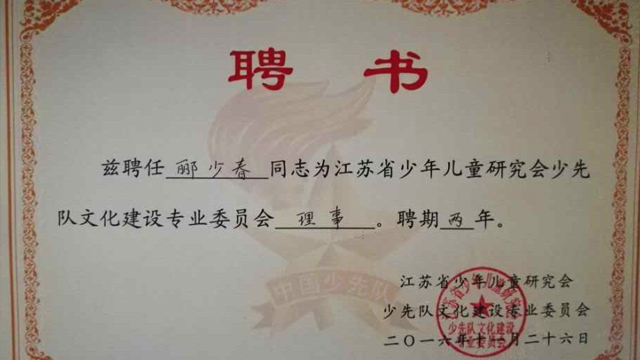 聘书
兹聘任郦少春同志为江苏省少年儿童研究会少先
队文化建设专业委员会理事。聘期两年。
中国少先队
江苏省少年儿童研究会
少先队文化建设专业委员会
二〇一六年十一月二十六日